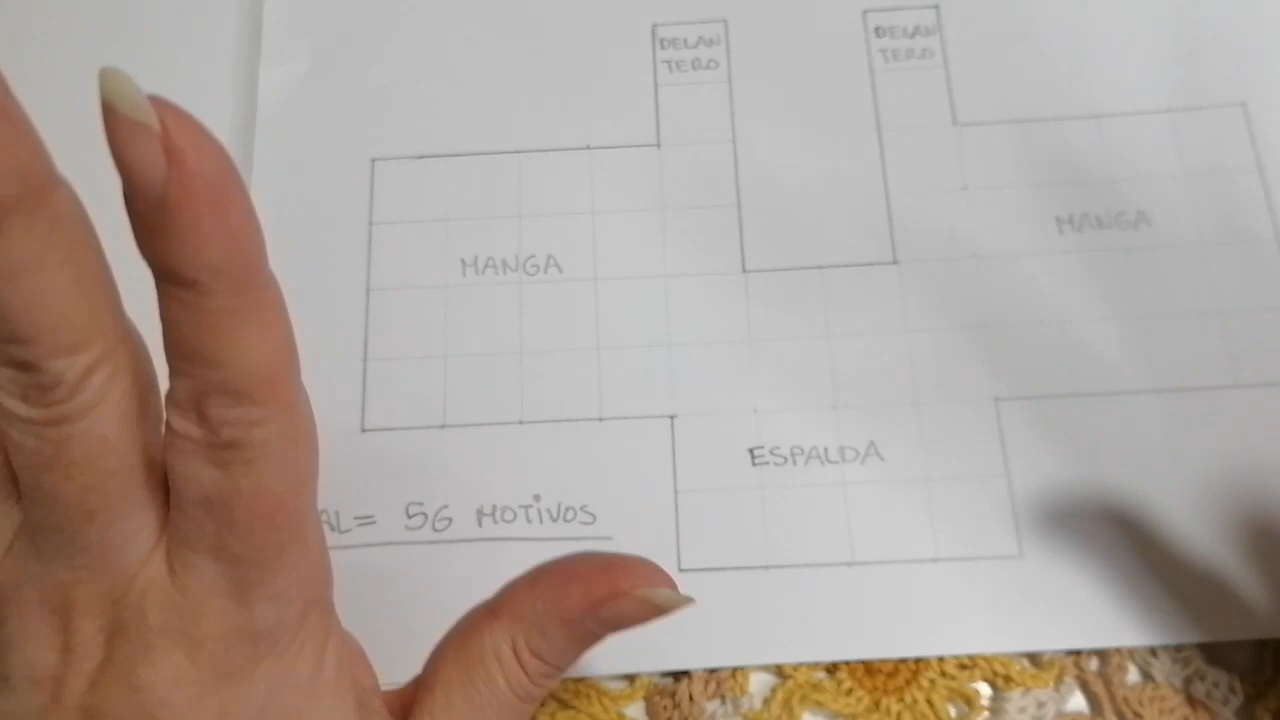 DELAN
TERO
DELAN
TERO
MANGA
MANGA
ESPALDA
AL= 56 MOTIVOS